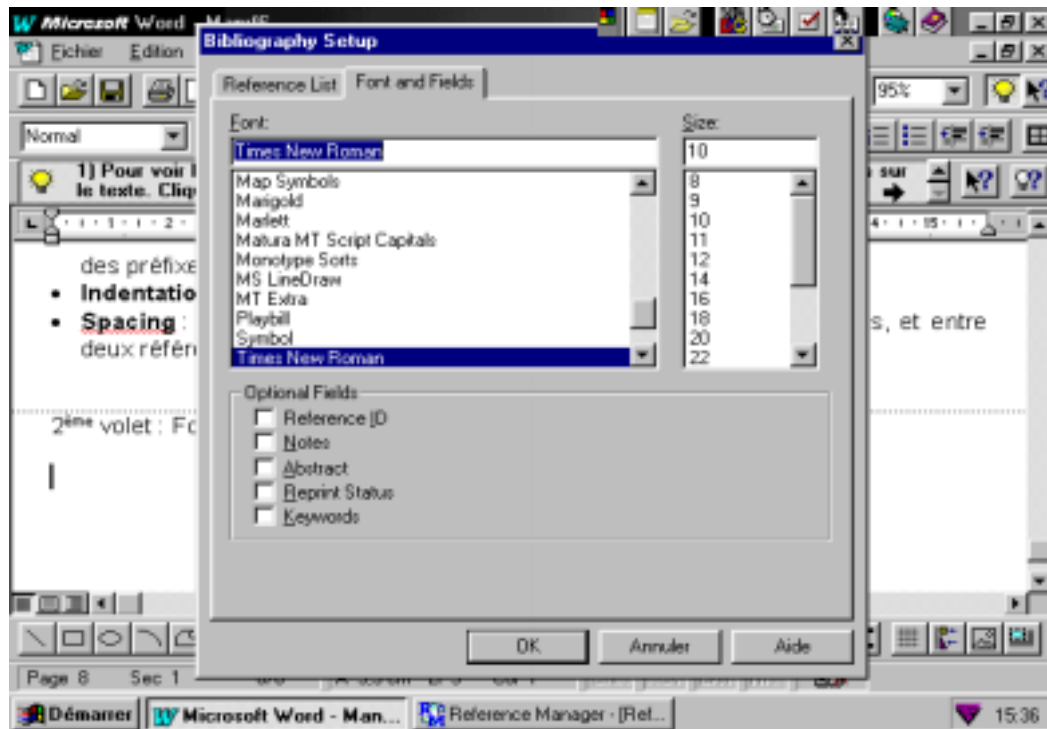 Microsoft Word
Bibliography Setup
Eichier Edition
Reference List Font and Fields
95%
Font:
Size:
Normal
Times New Roman
10
1) Pour voir l
sur
le texte. Cliq
Map Symbols
Marigold
Marlett
Matura MT Script Capitals
Monotype Sorts
MS LineDraw
MT Extra
Playbill
Symbol
Times New Roman
8
9
10
11
12
14
16
18
20
22
des préfixe
• Indentatio
• Spacing :
s, et entre
deux référen
Optional Fields
Reference ID
Notes
Abstract
Reprint Status
Keywords
2ème volet : Fo
OK Annuler Aide
Page 8 Sec 1
Démarrer Microsoft Word - Man... Reference Manager - [Ref... 15:36